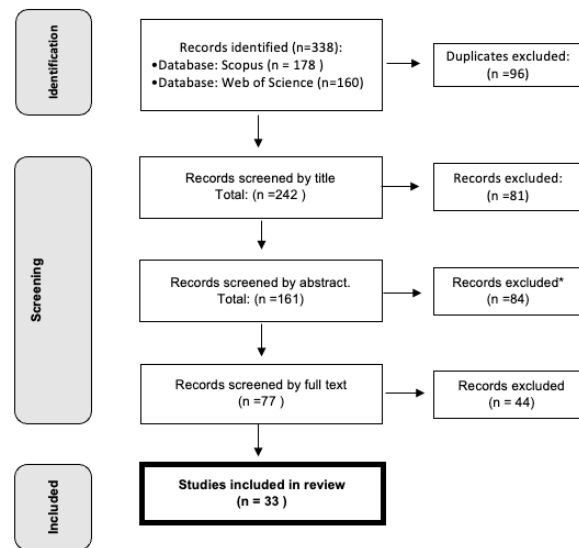 Identification
Records identified (n=338):
•Database: Scopus (n = 178 )
•Database: Web of Science (n=160)
Duplicates excluded:
(n =96)
Screening
Records screened by title
Total: (n =242 )
Records excluded:
(n =81)
Records screened by abstract.
Total: (n =161)
Records excluded*
(n =84)
Records screened by full text
(n =77 )
Records excluded
(n = 44)
Included
Studies included in review
(n = 33 )